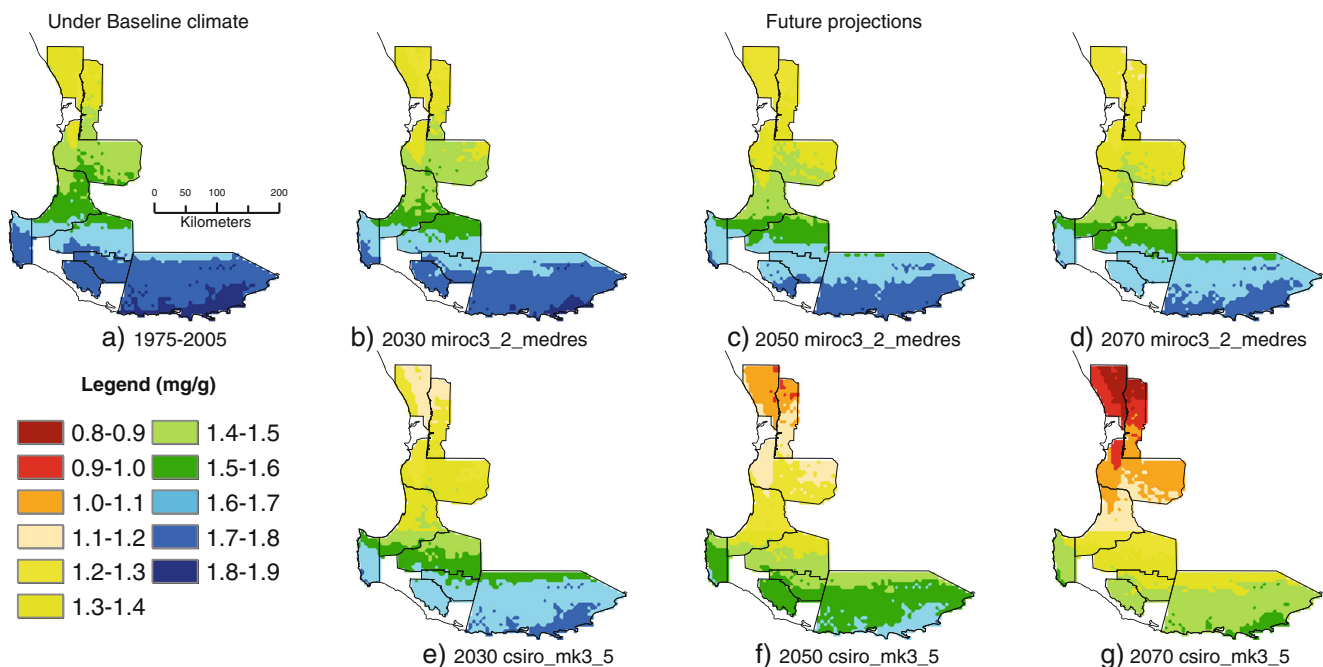 Under Baseline climate
Future projections
0 50 100 200
Kilometers
a) 1975-2005
b) 2030 miroc3_2_medres
c) 2050 miroc3_2_medres
d) 2070 miroc3_2_medres
Legend (mg/g)
0.8-0.9
0.9-1.0
1.0-1.1
1.1-1.2
1.2-1.3
1.3-1.4
1.4-1.5
1.5-1.6
1.6-1.7
1.7-1.8
1.8-1.9
e) 2030 csiro_mk3_5
f) 2050 csiro_mk3_5
g) 2070 csiro_mk3_5